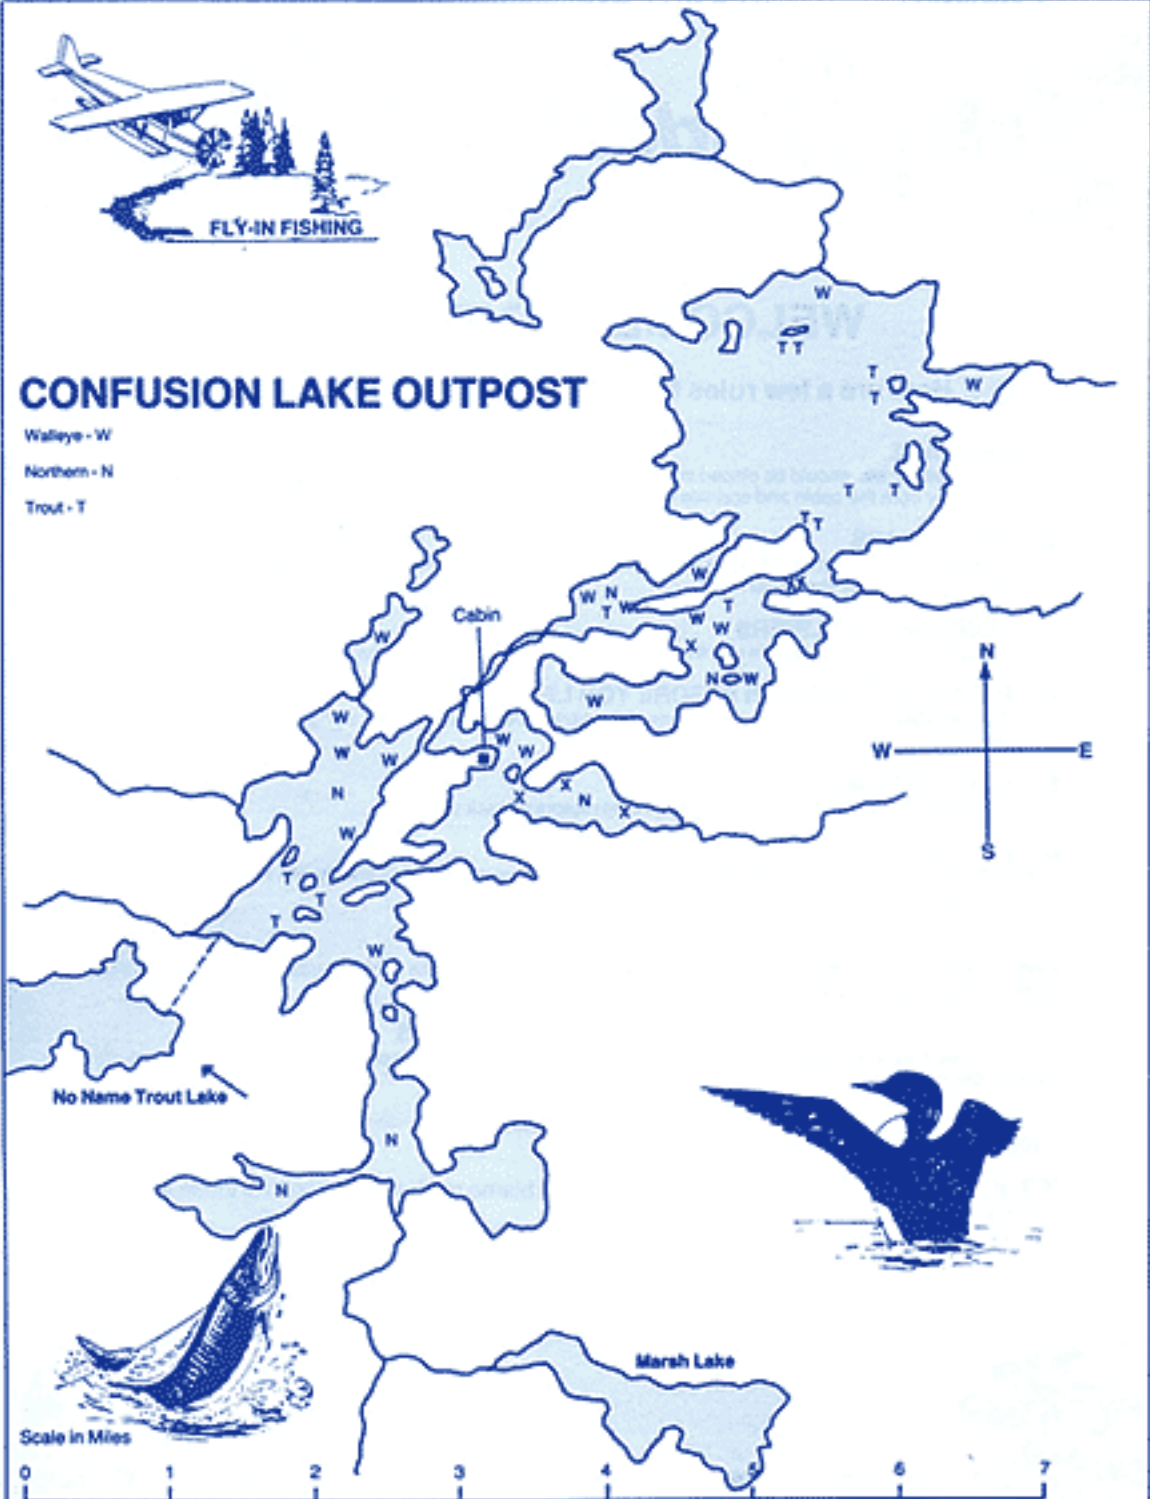 FLY-IN FISHING
CONFUSION LAKE OUTPOST
Walleye - W
Northern - N
Trout - T
W
T T
T
W
T
T
T
T T
W
W N
T W
T
W
W
X
N W
W
X X
Cabin
W
W
W
W
W
W
W
N
X
X
N
X
W
T
T
T
W
N
W E
S
No Name Trout Lake
N
N
Marsh Lake
Scale in Miles
0 1 2 3 4 5 6 7